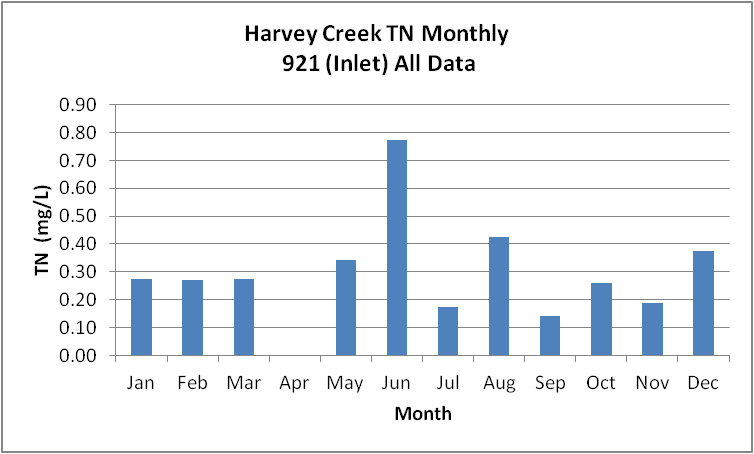 Harvey Creek TN Monthly
921 (Inlet) All Data
0.90
0.80
0.70
0.60
0.50
0.40
0.30
0.20
0.10
0.00
TN (mg/L)
Jan Feb Mar Apr May Jun Jul Aug Sep Oct Nov Dec
Month